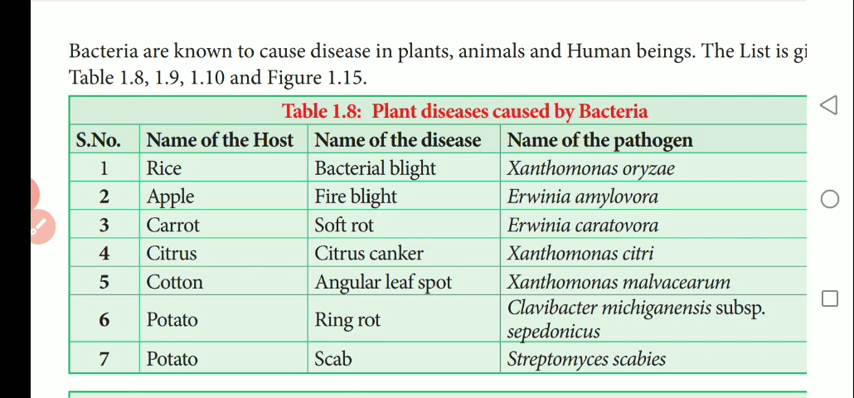 Bacteria are known to cause disease in plants, animals and Human beings. The List is gi
Table 1.8, 1.9, 1.10 and Figure 1.15.
Table 1.8: Plant diseases caused by Bacteria
S.No. Name of the Host Name of the disease Name of the pathogen
1 Rice Bacterial blight Xanthomonas oryzae
2 Apple Fire blight Erwinia amylovora
3 Carrot Soft rot Erwinia caratovora
4 Citrus Citrus canker Xanthomonas citri
5 Cotton Angular leaf spot Xanthomonas malvacearum
6 Potato Ring rot Clavibacter michiganensis subsp.
sepedonicus
7 Potato Scab Streptomyces scabies